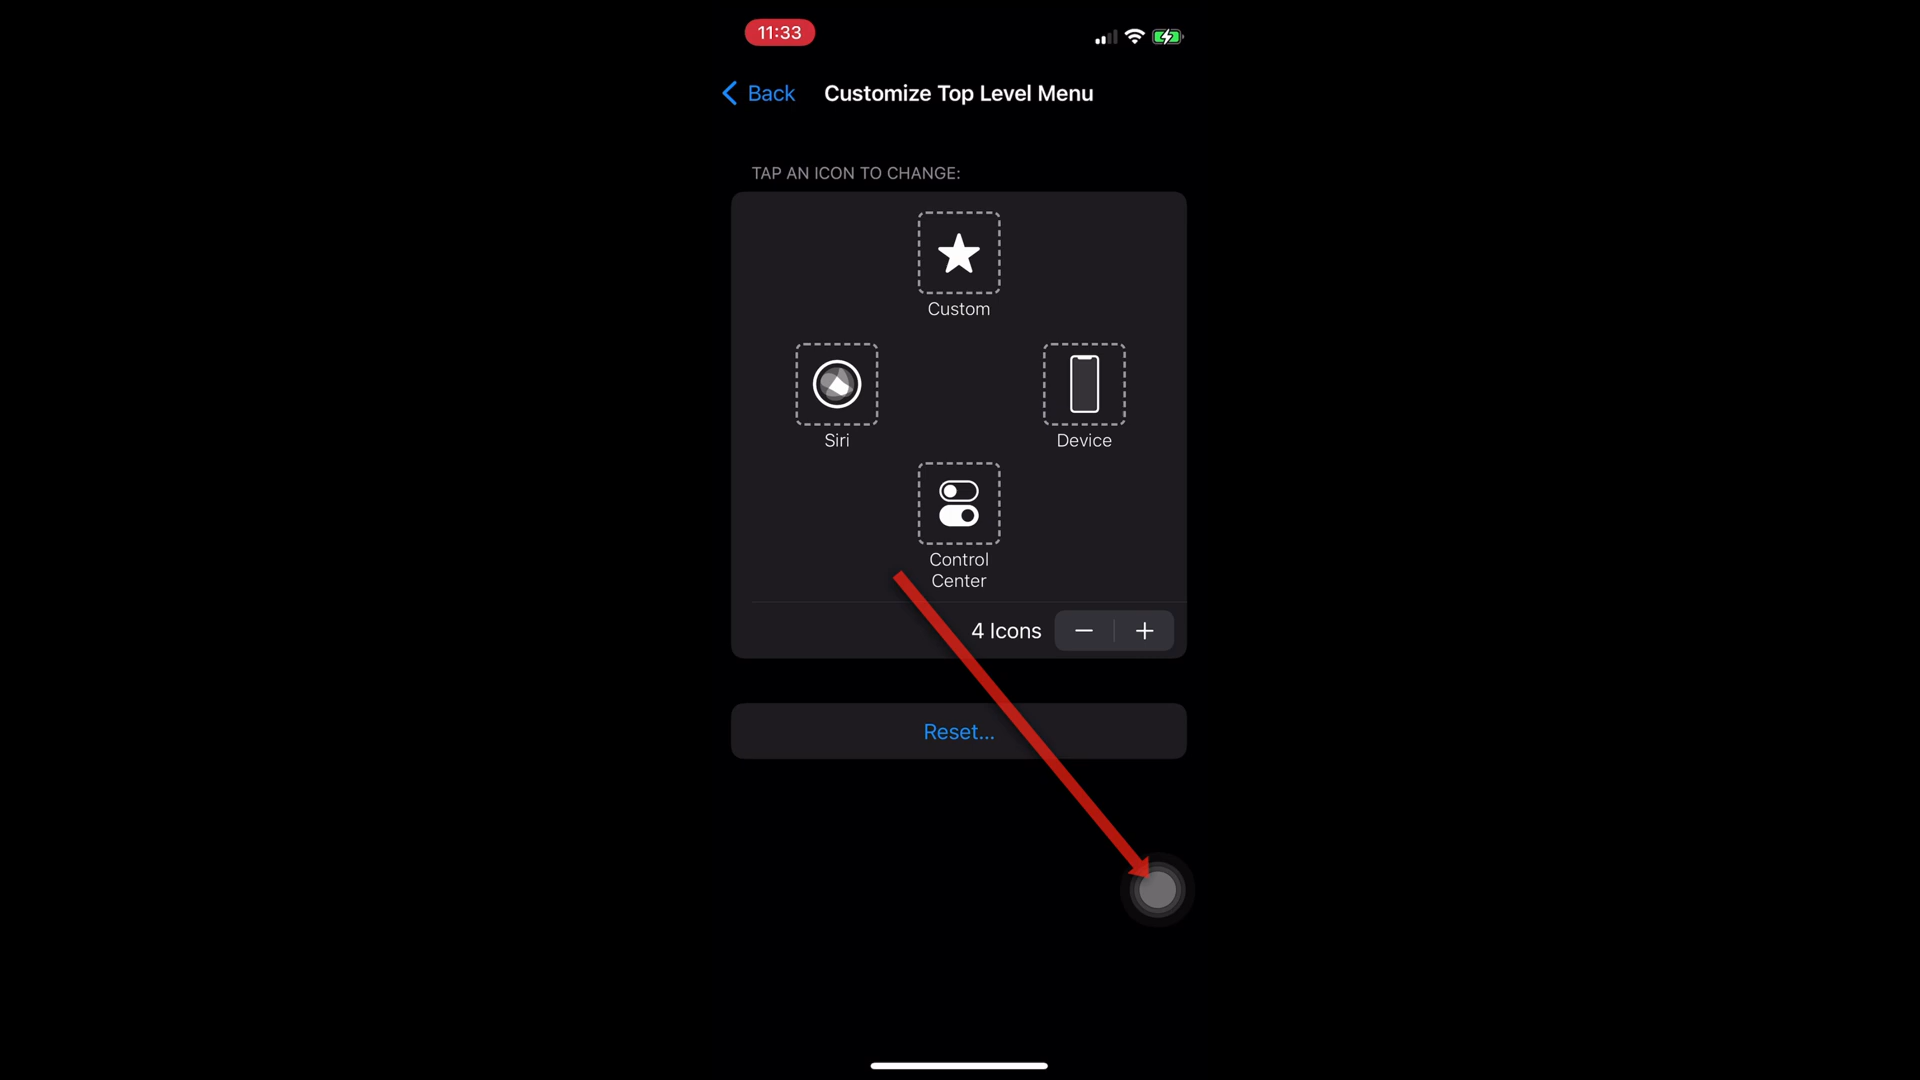 11:33
Back
Customize Top Level Menu
TAP AN ICON TO CHANGE:
Custom
Siri
Device
Control
Center
4 Icons
Reset...